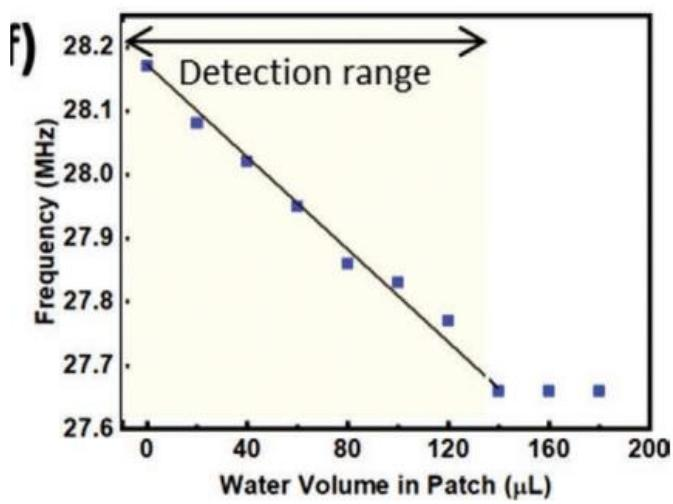 f)
Detection range
28.2
28.1
28.0
27.9
27.8
27.7
27.6
Frequency (MHz)
0 40 80 120 160 200
Water Volume in Patch (μL)